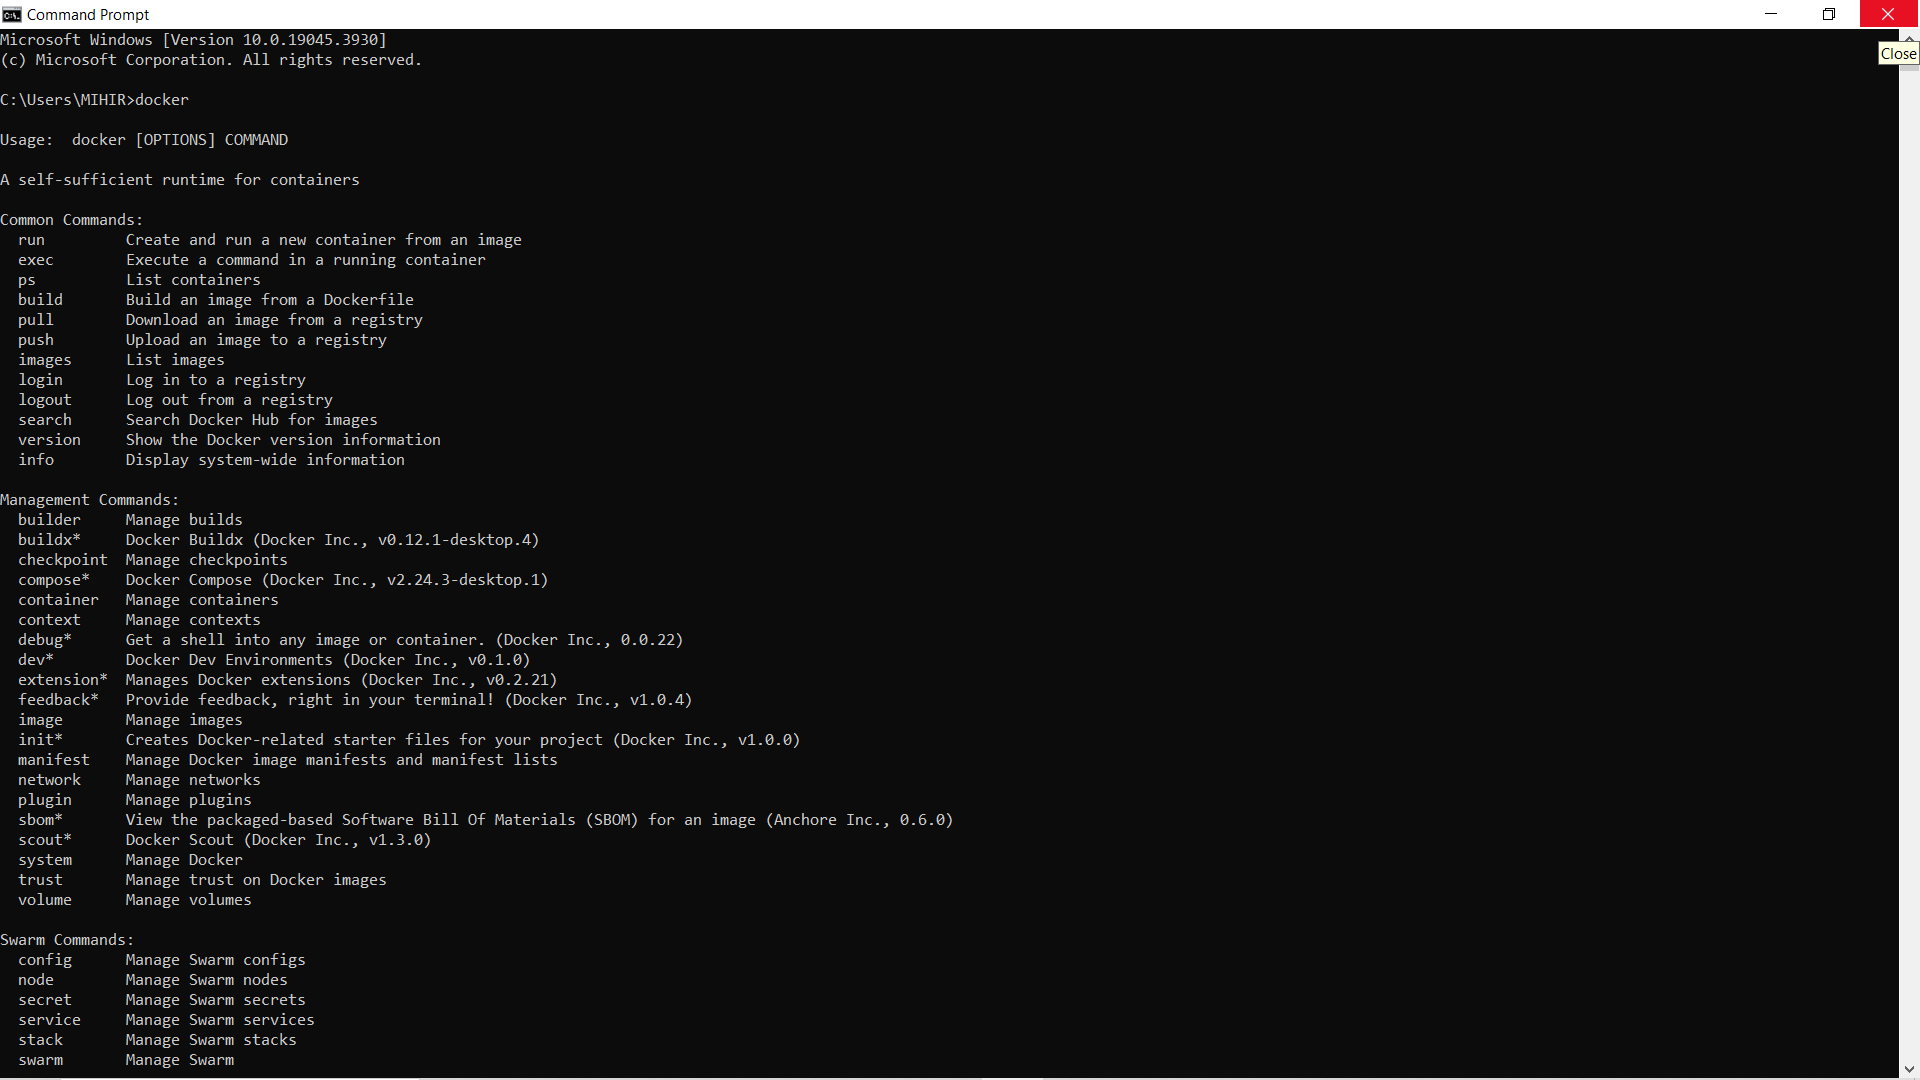 Command Prompt
Close
Microsoft Windows [Version 10.0.19045.3930]
(c) Microsoft Corporation. All rights reserved.

C:\Users\MIHIR>docker

Usage:  docker [OPTIONS] COMMAND

A self-sufficient runtime for containers

Common Commands:
  run         Create and run a new container from an image
  exec        Execute a command in a running container
  ps          List containers
  build       Build an image from a Dockerfile
  pull        Download an image from a registry
  push        Upload an image to a registry
  images      List images
  login       Log in to a registry
  logout      Log out from a registry
  search      Search Docker Hub for images
  version     Show the Docker version information
  info        Display system-wide information

Management Commands:
  builder     Manage builds
  buildx*     Docker Buildx (Docker Inc., v0.12.1-desktop.4)
  checkpoint  Manage checkpoints
  compose*    Docker Compose (Docker Inc., v2.24.3-desktop.1)
  container   Manage containers
  context     Manage contexts
  debug*      Get a shell into any image or container. (Docker Inc., 0.0.22)
  dev*        Docker Dev Environments (Docker Inc., v0.1.0)
  extension*  Manages Docker extensions (Docker Inc., v0.2.21)
  feedback*   Provide feedback, right in your terminal! (Docker Inc., v1.0.4)
  image       Manage images
  init*       Creates Docker-related starter files for your project (Docker Inc., v1.0.0)
  manifest    Manage Docker image manifests and manifest lists
  network     Manage networks
  plugin      Manage plugins
  sbom*       View the packaged-based Software Bill Of Materials (SBOM) for an image (Anchore Inc., 0.6.0)
  scout*      Docker Scout (Docker Inc., v1.3.0)
  system      Manage Docker
  trust       Manage trust on Docker images
  volume      Manage volumes

Swarm Commands:
  config      Manage Swarm configs
  node        Manage Swarm nodes
  secret      Manage Swarm secrets
  service     Manage Swarm services
  stack       Manage Swarm stacks
  swarm       Manage Swarm